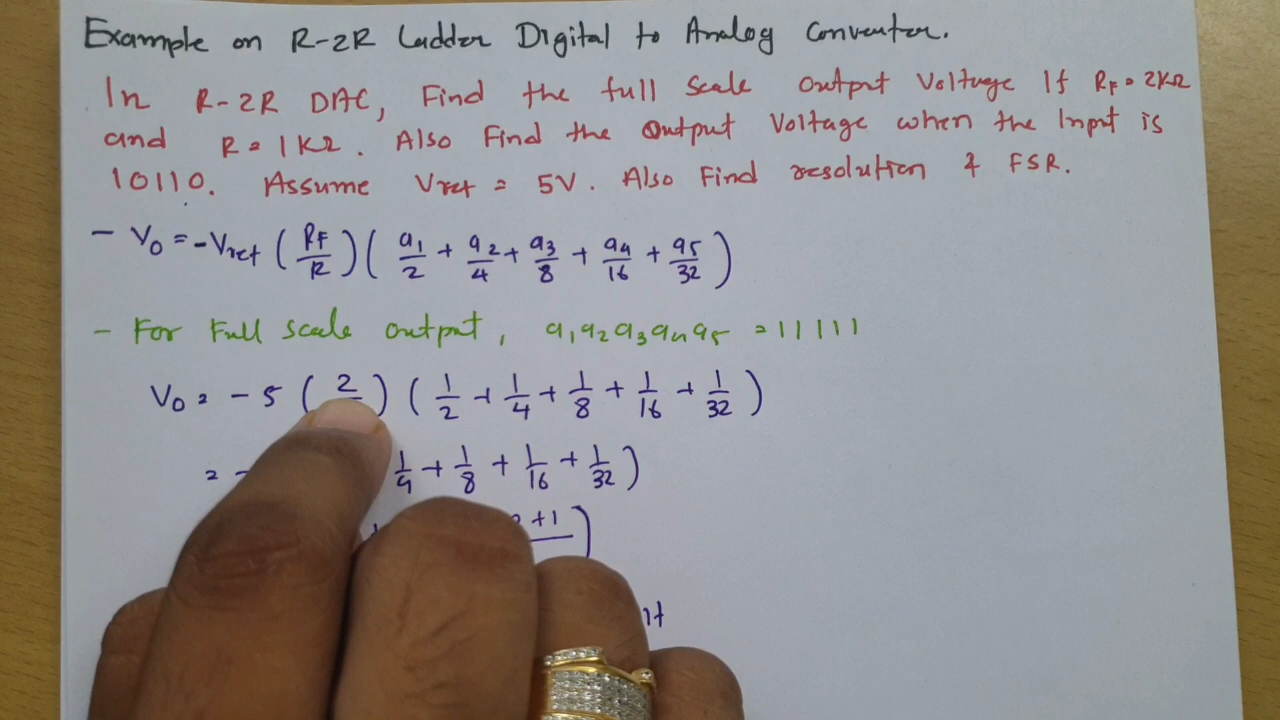 Example on R-2R Ladder Digital to Analog Converter.
In R-2R DAC, Find the full Scale Output Voltage If RF = 2KΩ
and R = 1KΩ. Also Find the Output Voltage when the Input is
10110. Assume Vref = 5V. Also Find resolution & FSR.
- V0 = -Vref (RF/R) (a1/2 + a2/4 + a3/8 + a4/16 + a5/32)
- For Full Scale output, a1a2a3a4a5 = 11111
V0 = - 5 (2/ ) (1/2 + 1/4 + 1/8 + 1/16 + 1/32)
= - 1/4 + 1/8 + 1/16 + 1/32)
+1)
lt